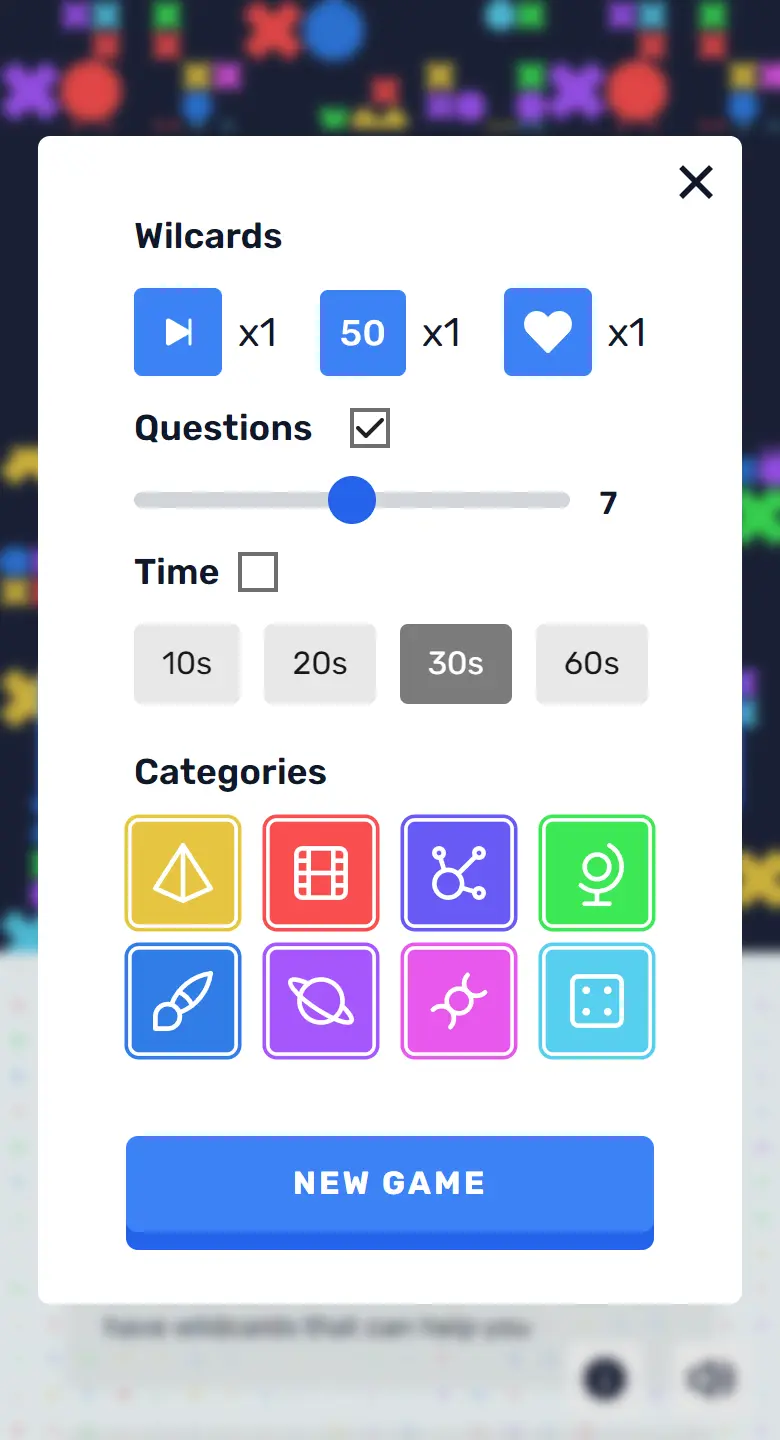 Wilcards
x1 50 x1 x1
Questions
7
Time
10s 20s 30s 60s
Categories
NEW GAME
have wildcards that can help you